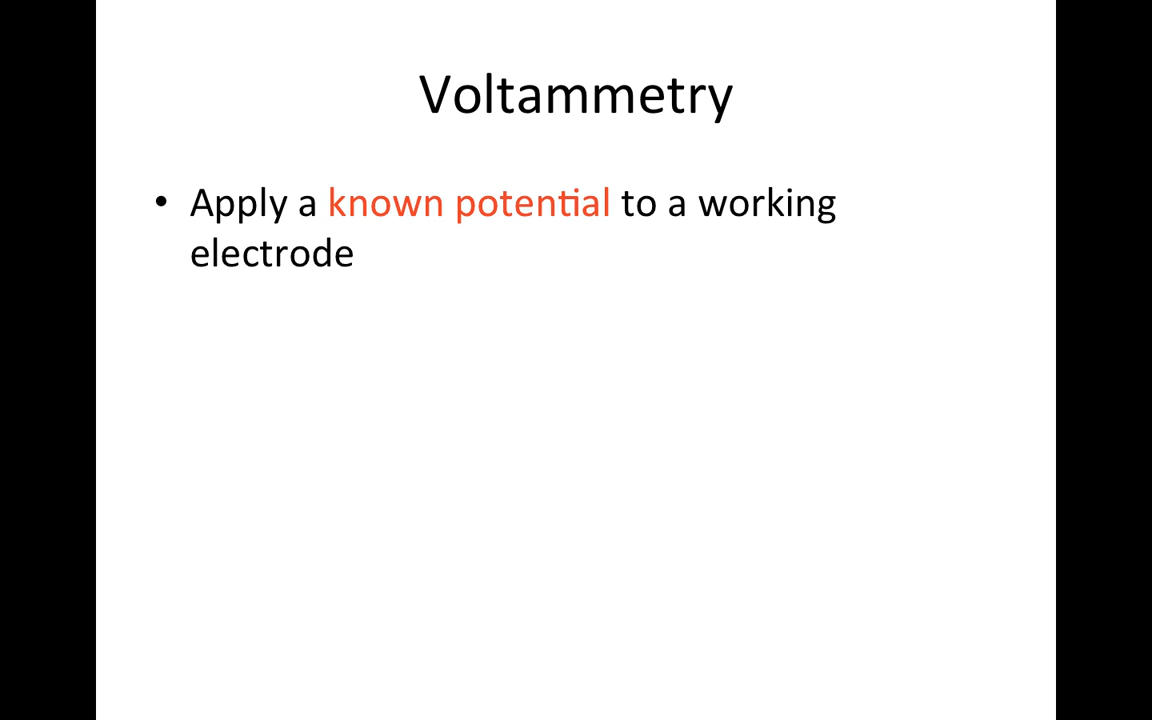 Voltammetry
• Apply a known potential to a working
electrode